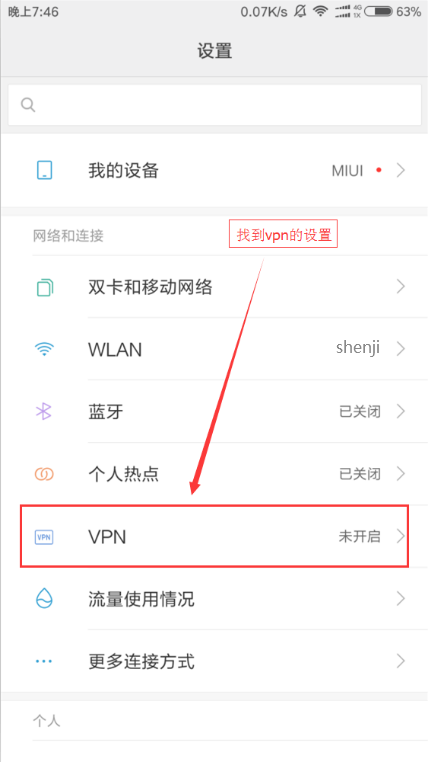 晚上7:46 0.07K/s 4G 1X 63%
设置
我的设备 MIUI
网络和连接
找到vpn的设置
双卡和移动网络
WLAN shenji
蓝牙 已关闭
个人热点 已关闭
VPN VPN 未开启
流量使用情况
更多连接方式
个人